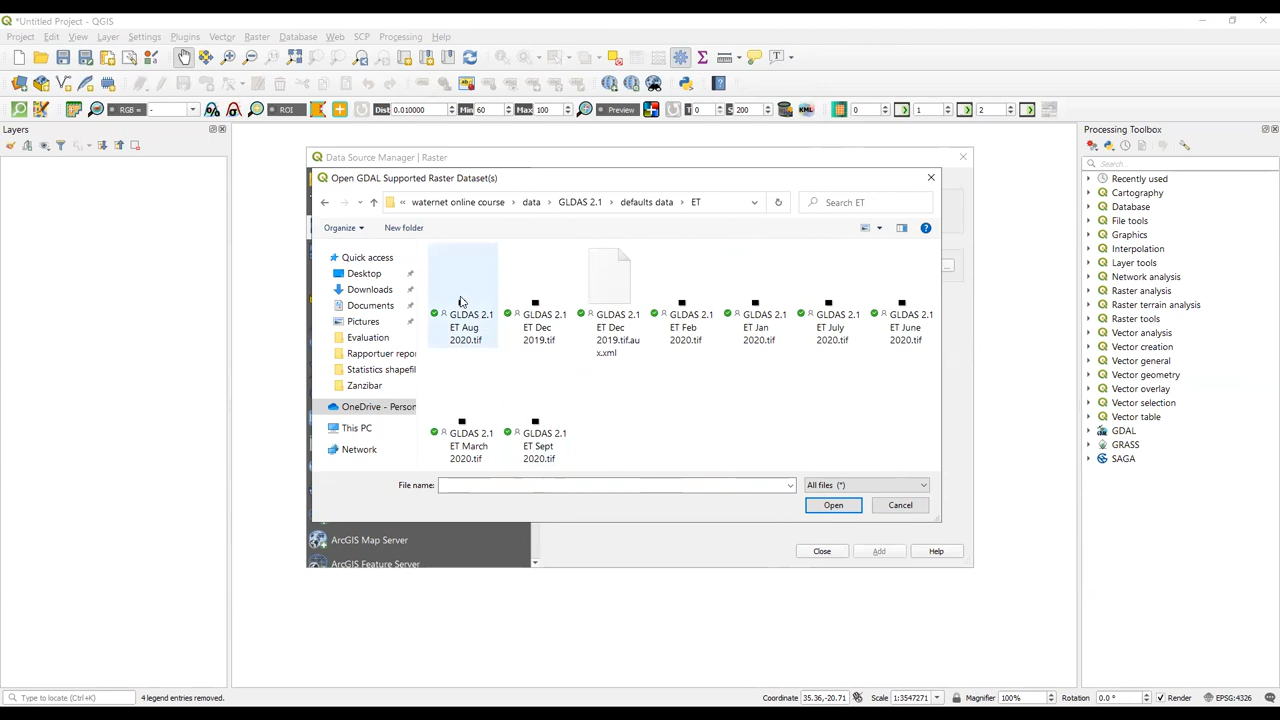 *Untitled Project - QGIS
Project Edit View Layer Settings Plugins Vector Raster Database Web SCP Processing Help
RGB = - ROI Dist 0.010000 Min 60 Max 100 Preview T 0 S 200 KML 0 1 2
Layers
Processing Toolbox
Search...
Recently used
Cartography
Database
File tools
Graphics
Interpolation
Layer tools
Network analysis
Raster analysis
Raster terrain analysis
Raster tools
Vector analysis
Vector creation
Vector general
Vector geometry
Vector overlay
Vector selection
Vector table
GDAL
GRASS
SAGA
Data Source Manager | Raster
Open GDAL Supported Raster Dataset(s)
« waternet online course › data › GLDAS 2.1 › defaults data › ET
Search ET
Organize New folder
Quick access
Desktop
Downloads
Documents
Pictures
Evaluation
Rapportuer repor
Statistics shapefil
Zanzibar
OneDrive - Person
This PC
Network
GLDAS 2.1
ET Aug
2020.tif
GLDAS 2.1
ET Dec
2019.tif
GLDAS 2.1
ET Dec
2019.tif.au
x.xml
GLDAS 2.1
ET Feb
2020.tif
GLDAS 2.1
ET Jan
2020.tif
GLDAS 2.1
ET July
2020.tif
GLDAS 2.1
ET June
2020.tif
GLDAS 2.1
ET March
2020.tif
GLDAS 2.1
ET Sept
2020.tif
File name: All files (*)
Open Cancel
ArcGIS Map Server
ArcGIS Feature Server
Close Add Help
Type to locate (Ctrl+K) 4 legend entries removed. Coordinate 35.36,-20.71 Scale 1:3547271 Magnifier 100% Rotation 0.0 ° Render EPSG:4326